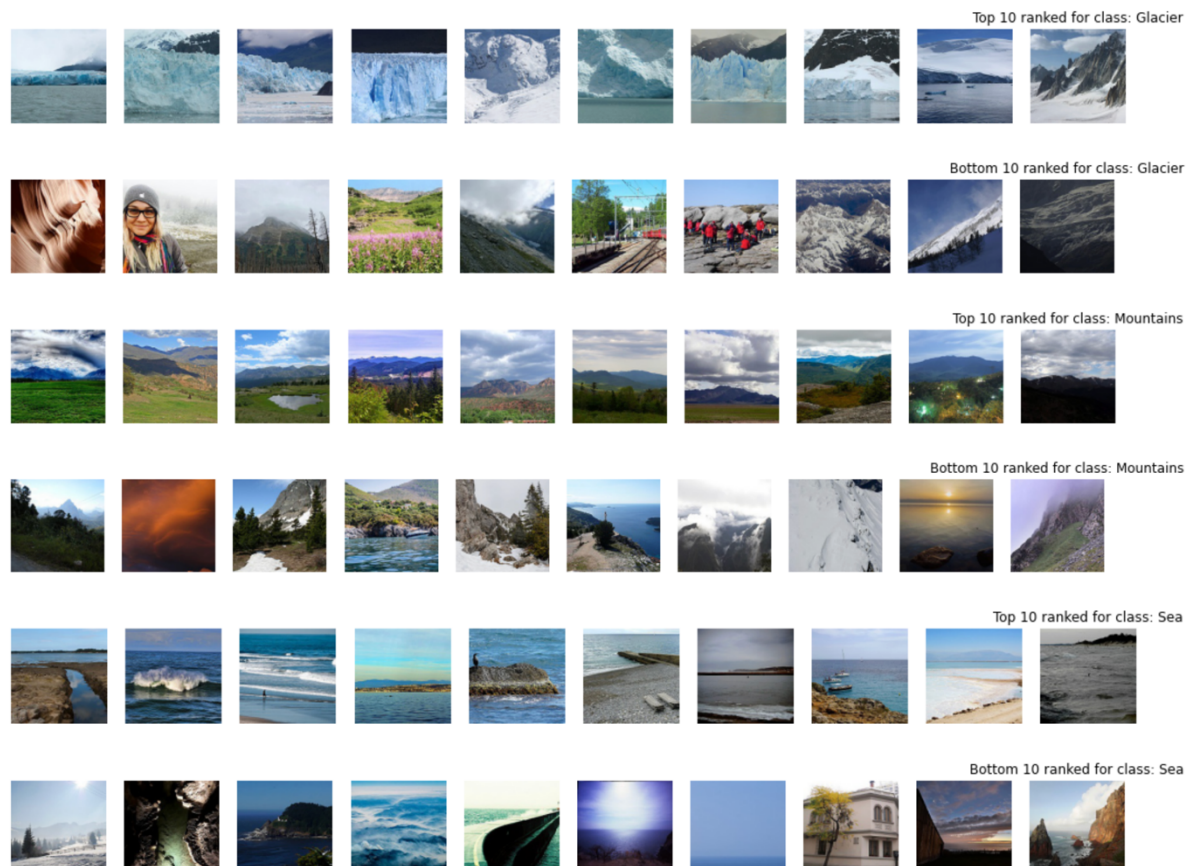 Top 10 ranked for class: Glacier
Bottom 10 ranked for class: Glacier
Top 10 ranked for class: Mountains
Bottom 10 ranked for class: Mountains
Top 10 ranked for class: Sea
Bottom 10 ranked for class: Sea